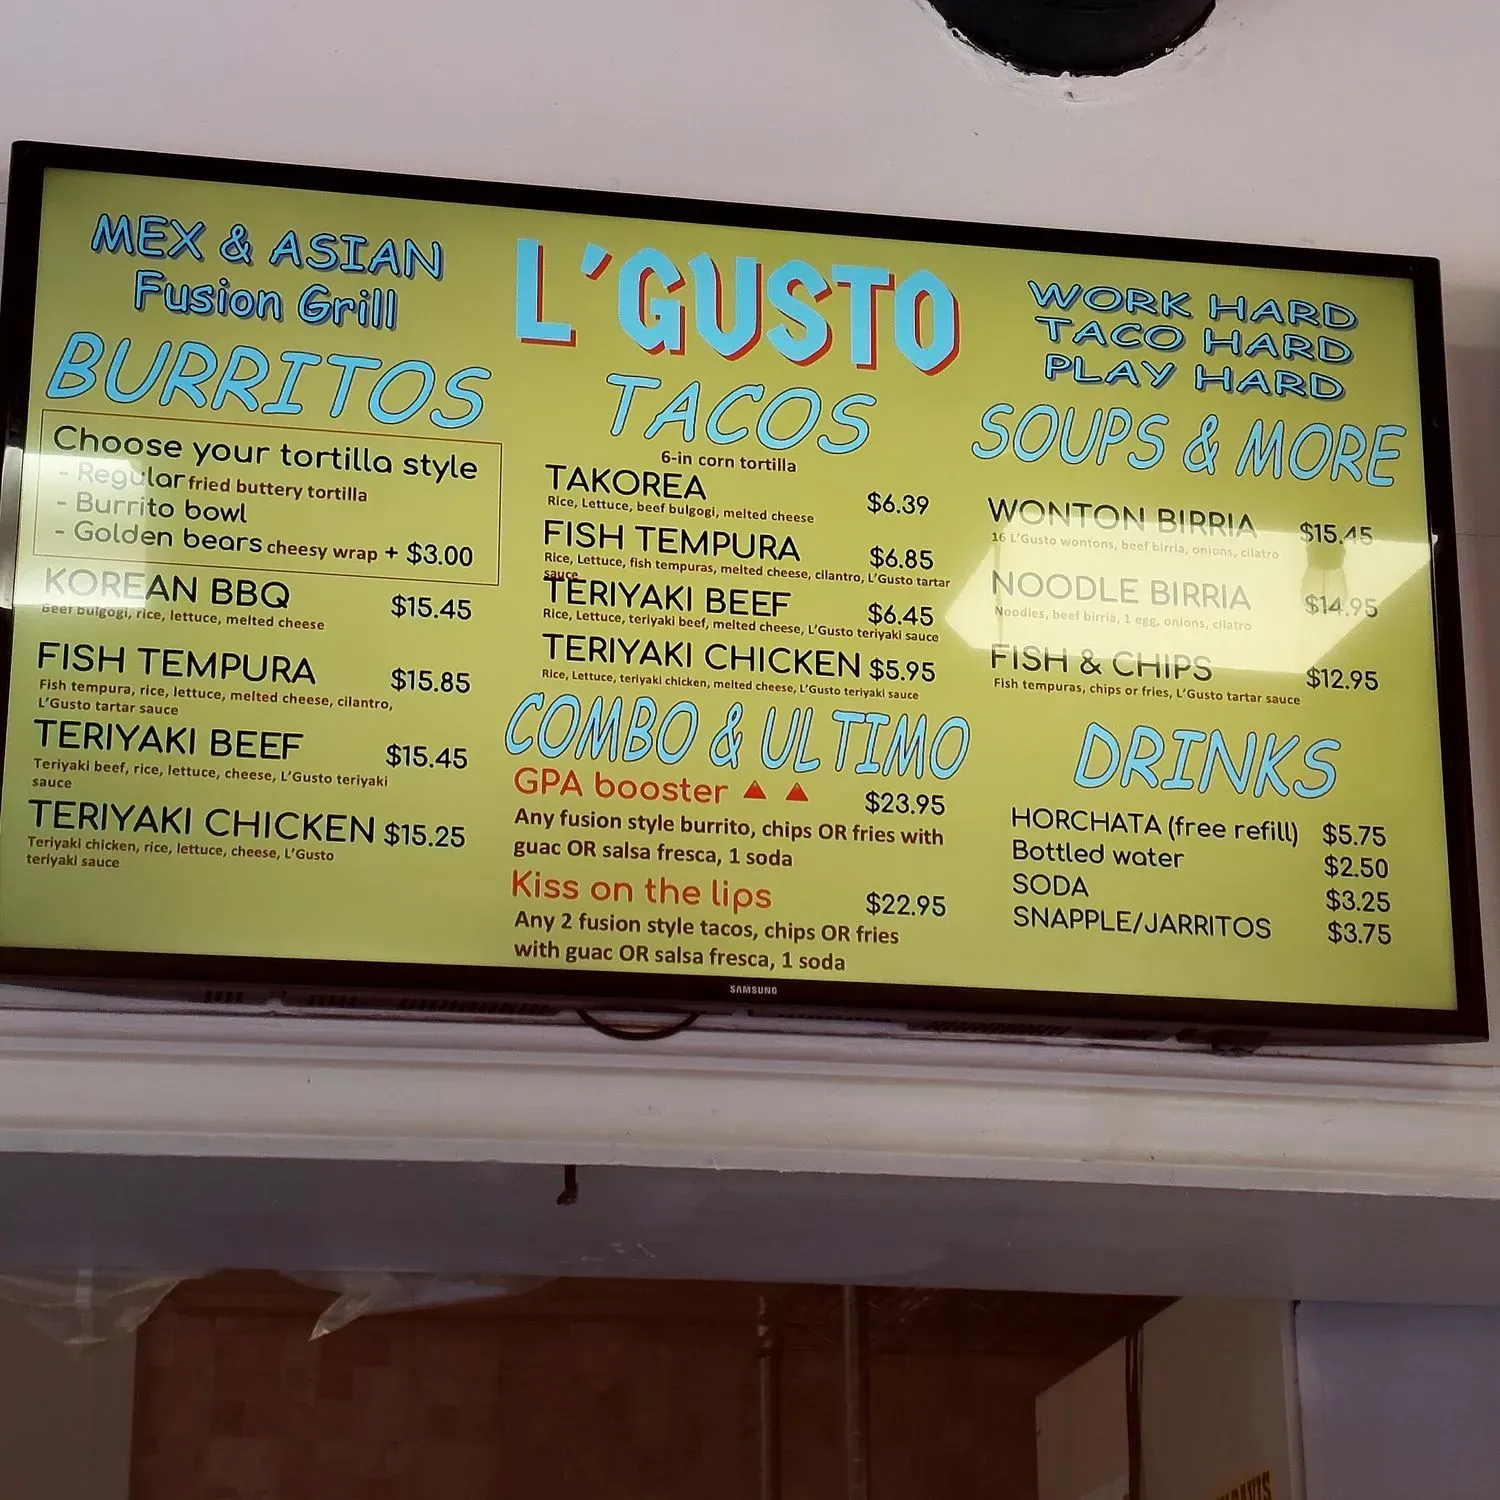 MEX & ASIAN
Fusion Grill
L'GUSTO
WORK HARD
TACO HARD
PLAY HARD
BURRITOS
Choose your tortilla style
- Regular fried buttery tortilla
- Burrito bowl
- Golden bears cheesy wrap + $3.00
KOREAN BBQ $15.45
Beef bulgogi, rice, lettuce, melted cheese
FISH TEMPURA $15.85
Fish tempura, rice, lettuce, melted cheese, cilantro,
L'Gusto tartar sauce
TERIYAKI BEEF $15.45
Teriyaki beef, rice, lettuce, cheese, L'Gusto teriyaki
sauce
TERIYAKI CHICKEN $15.25
Teriyaki chicken, rice, lettuce, cheese, L'Gusto
teriyaki sauce
TACOS
6-in corn tortilla
TAKOREA $6.39
Rice, Lettuce, beef bulgogi, melted cheese
FISH TEMPURA $6.85
Rice, Lettuce, fish tempuras, melted cheese, cilantro, L'Gusto tartar
sauce
TERIYAKI BEEF $6.45
Rice, Lettuce, teriyaki beef, melted cheese, L'Gusto teriyaki sauce
TERIYAKI CHICKEN $5.95
Rice, Lettuce, teriyaki chicken, melted cheese, L'Gusto teriyaki sauce
COMBO & ULTIMO
GPA booster $23.95
Any fusion style burrito, chips OR fries with
guac OR salsa fresca, 1 soda
Kiss on the lips $22.95
Any 2 fusion style tacos, chips OR fries
with guac OR salsa fresca, 1 soda
SOUPS & MORE
WONTON BIRRIA $15.45
16 L'Gusto wontons, beef birria, onions, cilatro
NOODLE BIRRIA $14.95
Noodles, beef birria, 1 egg, onions, cilatro
FISH & CHIPS $12.95
Fish tempuras, chips or fries, L'Gusto tartar sauce
DRINKS
HORCHATA (free refill) $5.75
Bottled water $2.50
SODA $3.25
SNAPPLE/JARRITOS $3.75
SAMSUNG